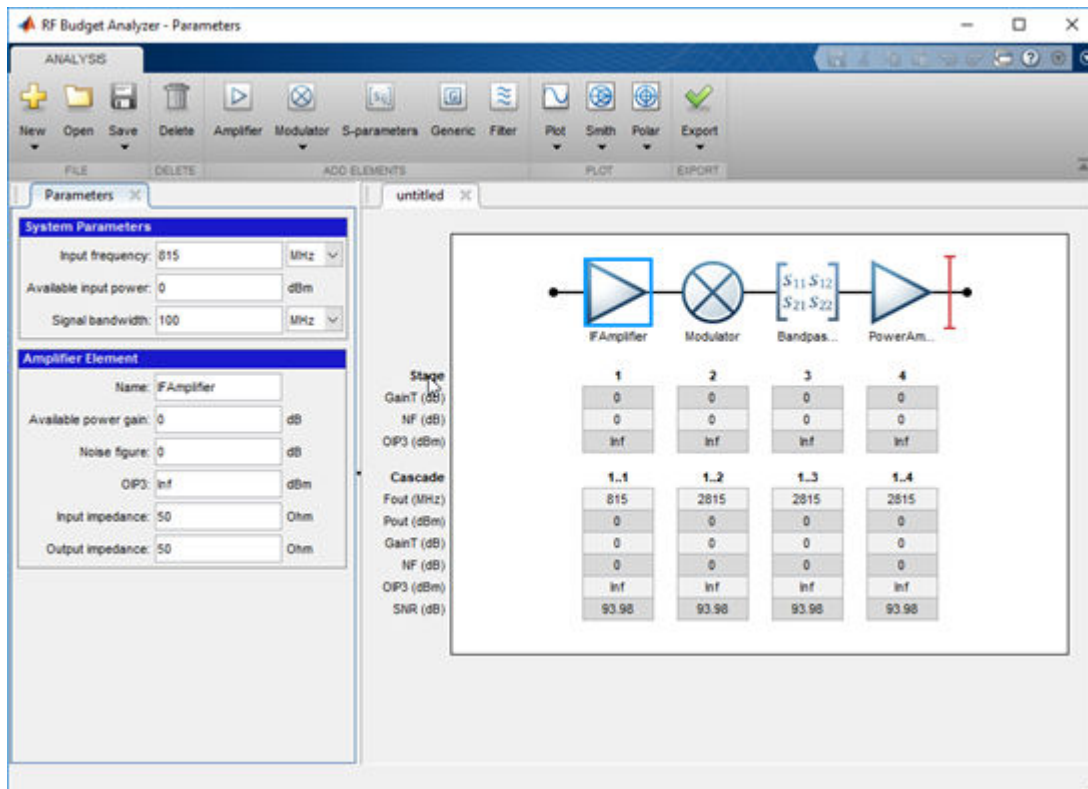 RF Budget Analyzer - Parameters
ANALYSIS
New Open Save Delete Amplifier Modulator S-parameters Generic Filter Plot Smith Polar Export
FILE DELETE ADD ELEMENTS PLOT EXPORT
Parameters
System Parameters
Input frequency: 815 MHz
Available input power: 0 dBm
Signal bandwidth: 100 MHz
Amplifier Element
Name: IFAmplifier
Available power gain: 0 dB
Noise figure: 0 dB
OIP3: Inf dBm
Input impedance: 50 Ohm
Output impedance: 50 Ohm
untitled
S11 S12
S21 S22
IFAmplifier Modulator Bandpas... PowerAm...
Stage 1 2 3 4
GainT (dB) 0 0 0 0
NF (dB) 0 0 0 0
OIP3 (dBm) Inf Inf Inf Inf
Cascade 1..1 1..2 1..3 1..4
Fout (MHz) 815 2815 2815 2815
Pout (dBm) 0 0 0 0
GainT (dB) 0 0 0 0
NF (dB) 0 0 0 0
OIP3 (dBm) Inf Inf Inf Inf
SNR (dB) 93.98 93.98 93.98 93.98